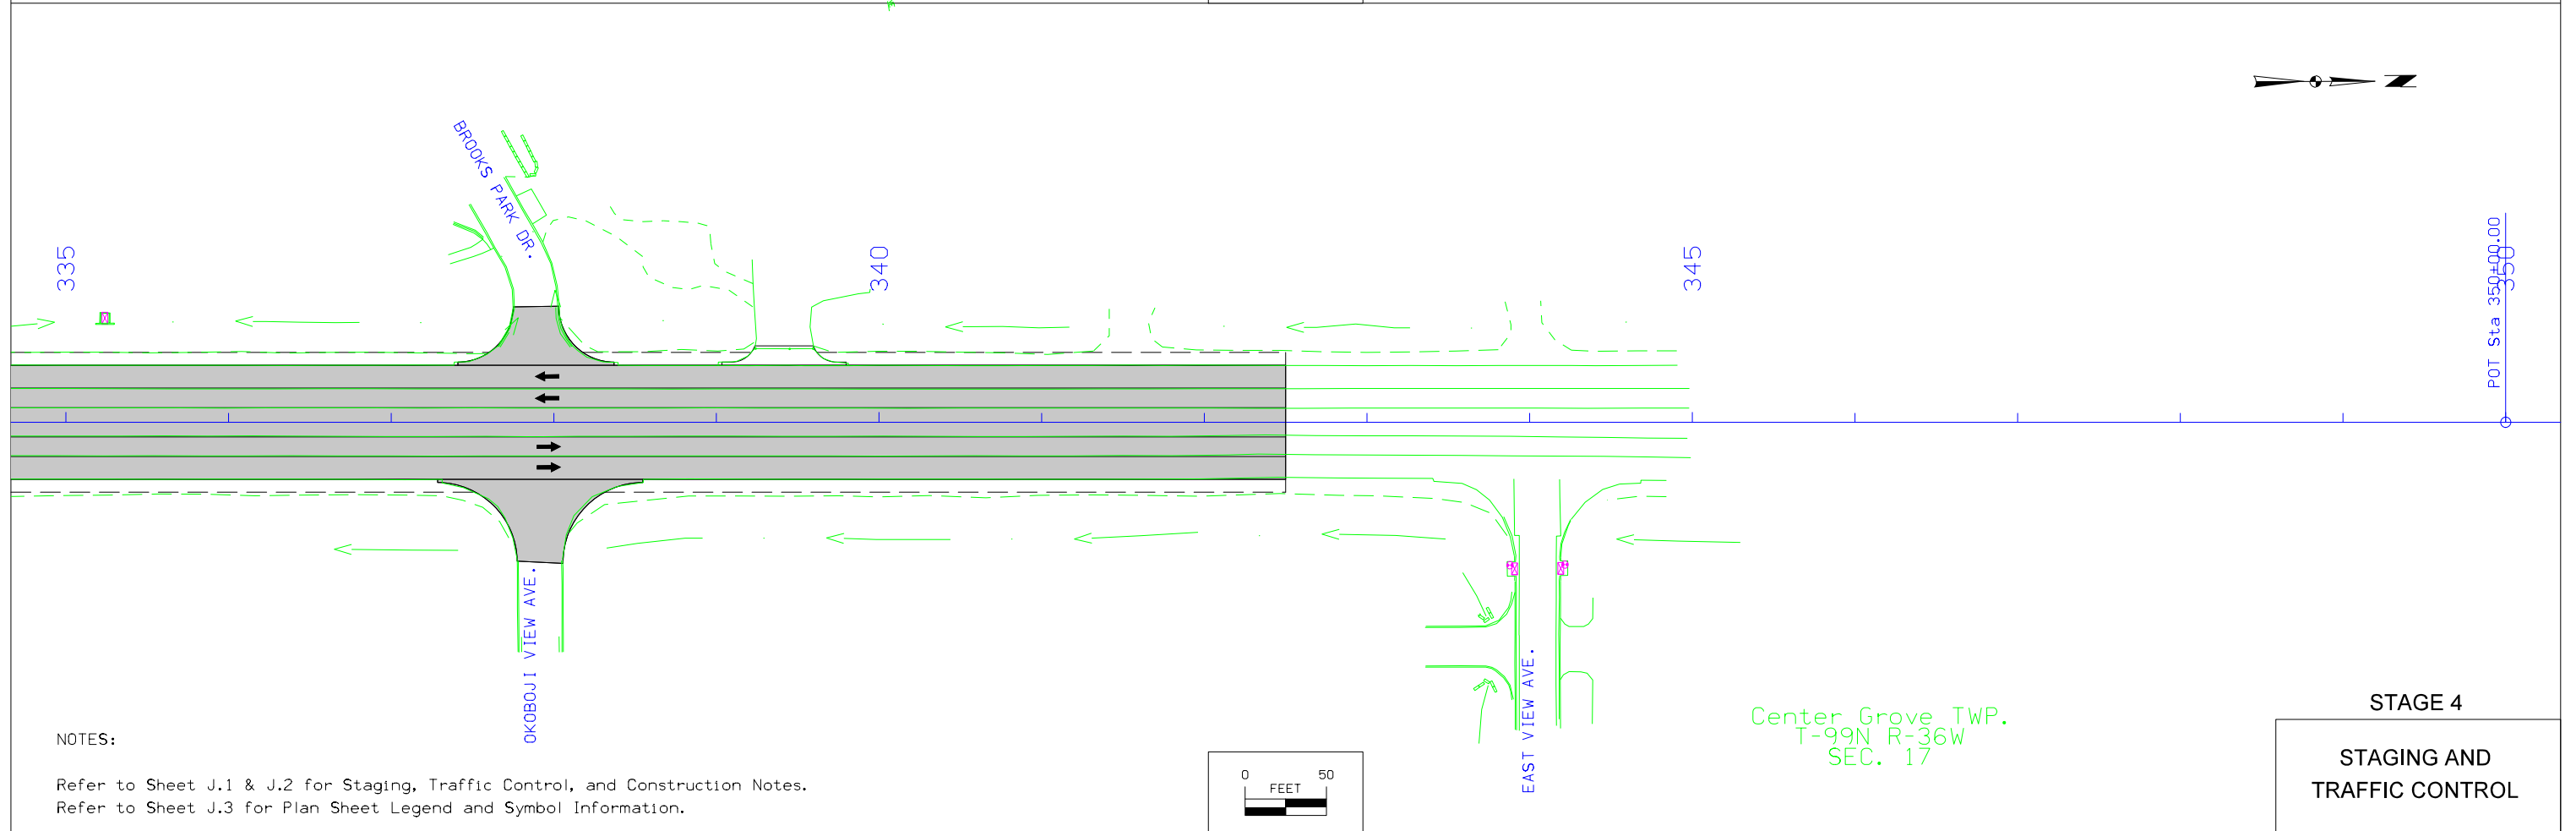 BROOKS PARK DR.
335
340
345
POT Sta 350+00.00
350
OKOBOJI VIEW AVE.
EAST VIEW AVE.
Center Grove TWP.
T-99N R-36W
SEC. 17
NOTES:
Refer to Sheet J.1 & J.2 for Staging, Traffic Control, and Construction Notes.
Refer to Sheet J.3 for Plan Sheet Legend and Symbol Information.
0 50
FEET
STAGE 4
STAGING AND
TRAFFIC CONTROL